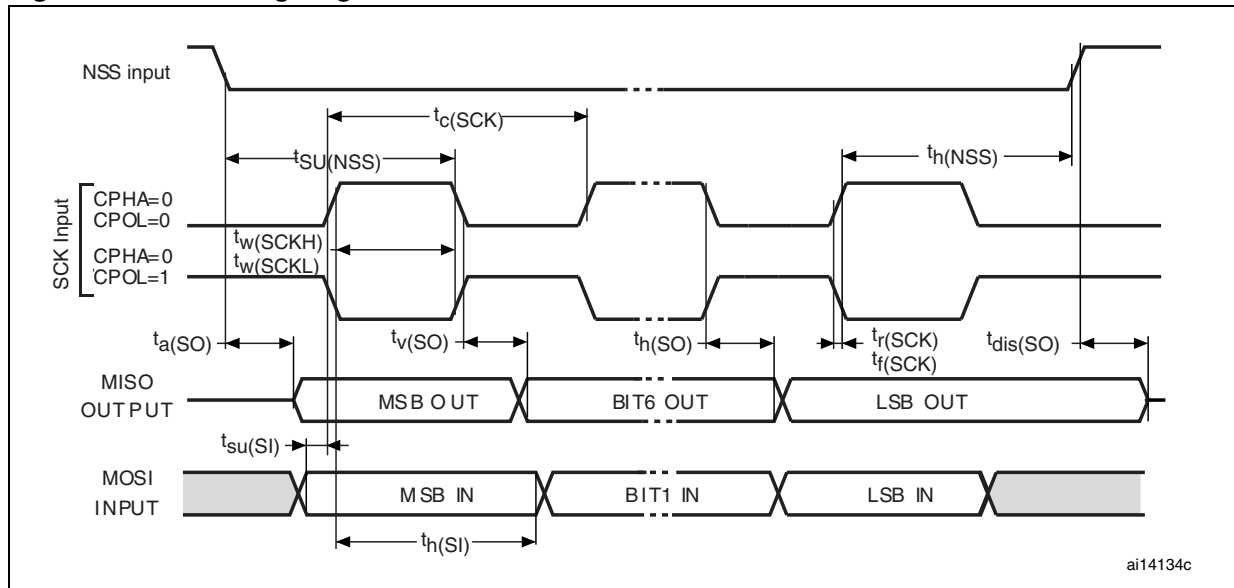 NSS input
tc(SCK)
tSU(NSS)
th(NSS)
SCK Input
CPHA=0
CPOL=0
tw(SCKH)
CPHA=0
tw(SCKL)
CPOL=1
ta(SO)
tv(SO)
th(SO)
tr(SCK)
tf(SCK)
tdis(SO)
MISO
OUTPUT
MSB OUT
BIT6 OUT
LSB OUT
tsu(SI)
MOSI
INPUT
MSB IN
BIT1 IN
LSB IN
th(SI)
ai14134c